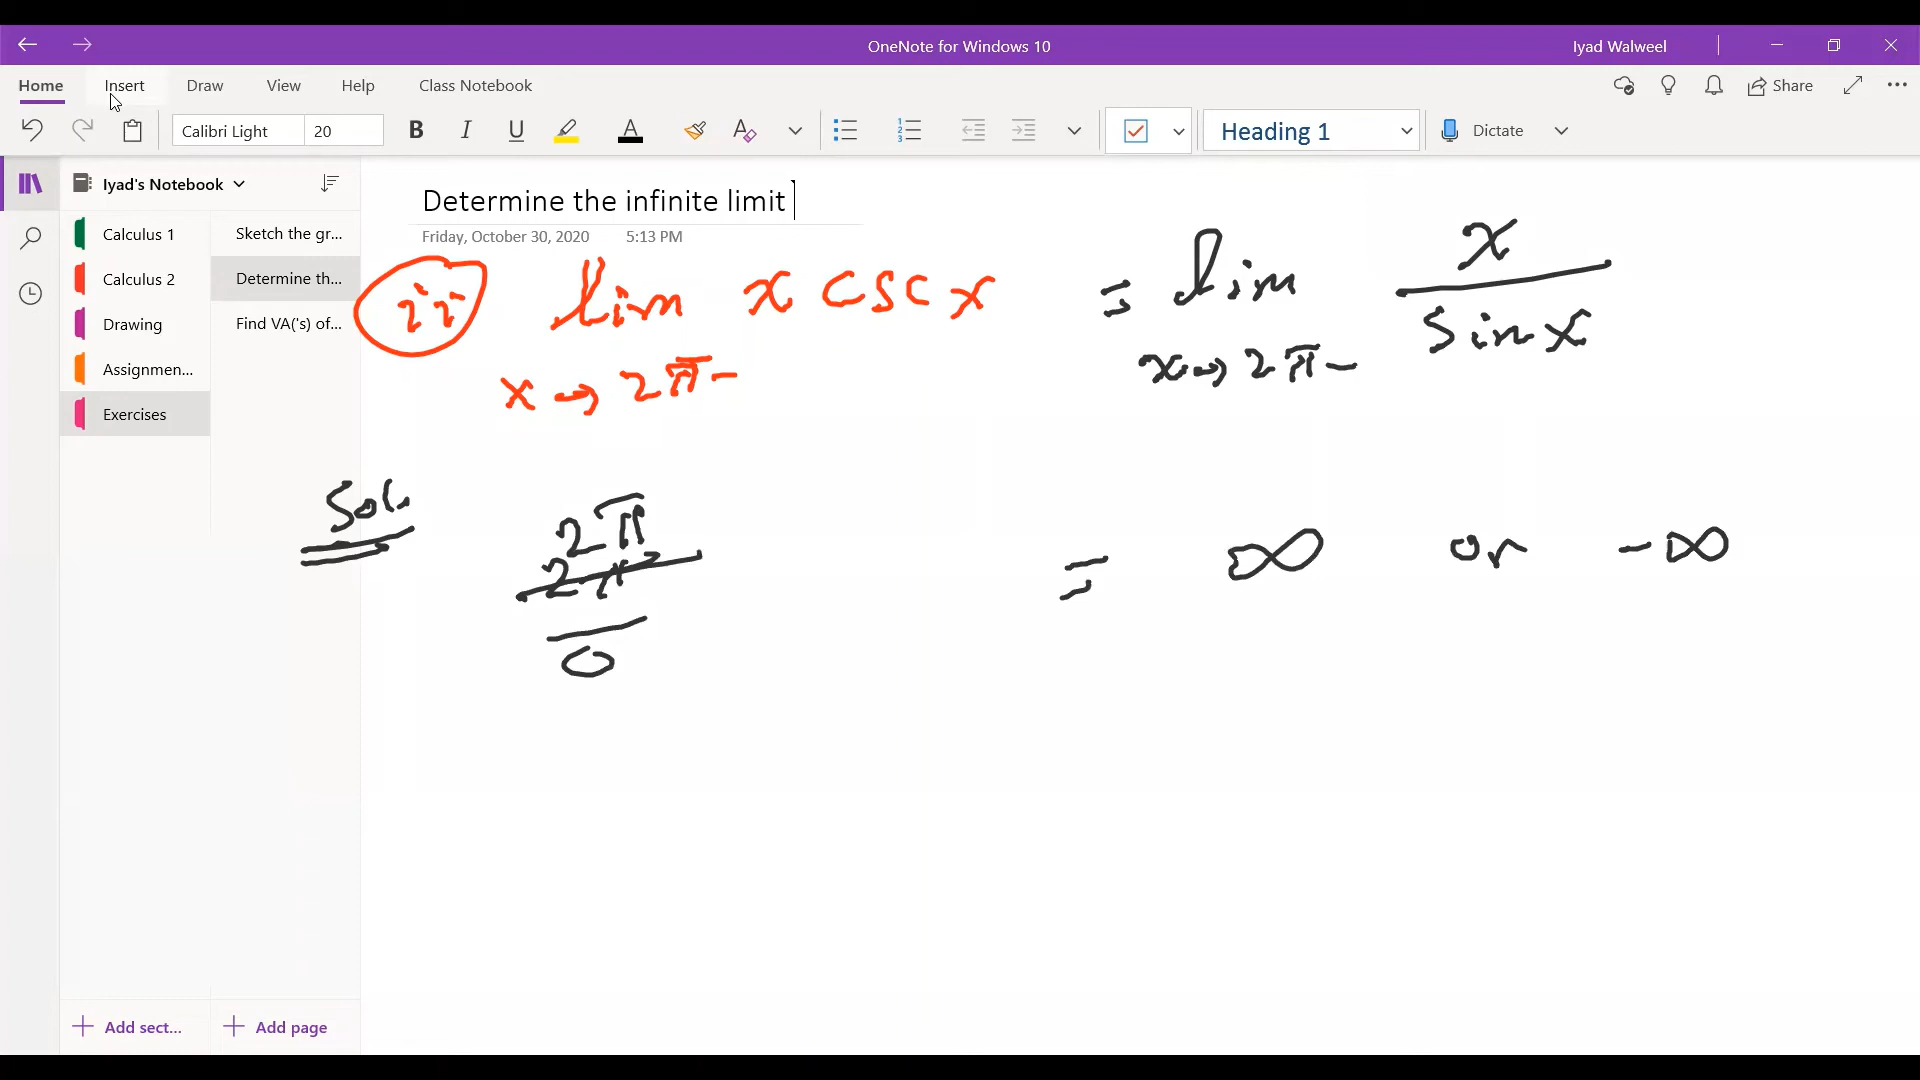 OneNote for Windows 10
Iyad Walweel
Home Insert Draw View Help Class Notebook
Share
Calibri Light 20 B I U A Heading 1 Dictate
Iyad's Notebook
Calculus 1
Calculus 2
Drawing
Assignmen...
Exercises
Sketch the gr...
Determine th...
Find VA('s) of...
Determine the infinite limit
Friday, October 30, 2020 5:13 PM
ii lim x csc x = lim x / sin x
x → 2π- x → 2π-
Sol.
2π / 0 = ∞ or -∞
Add sect... Add page